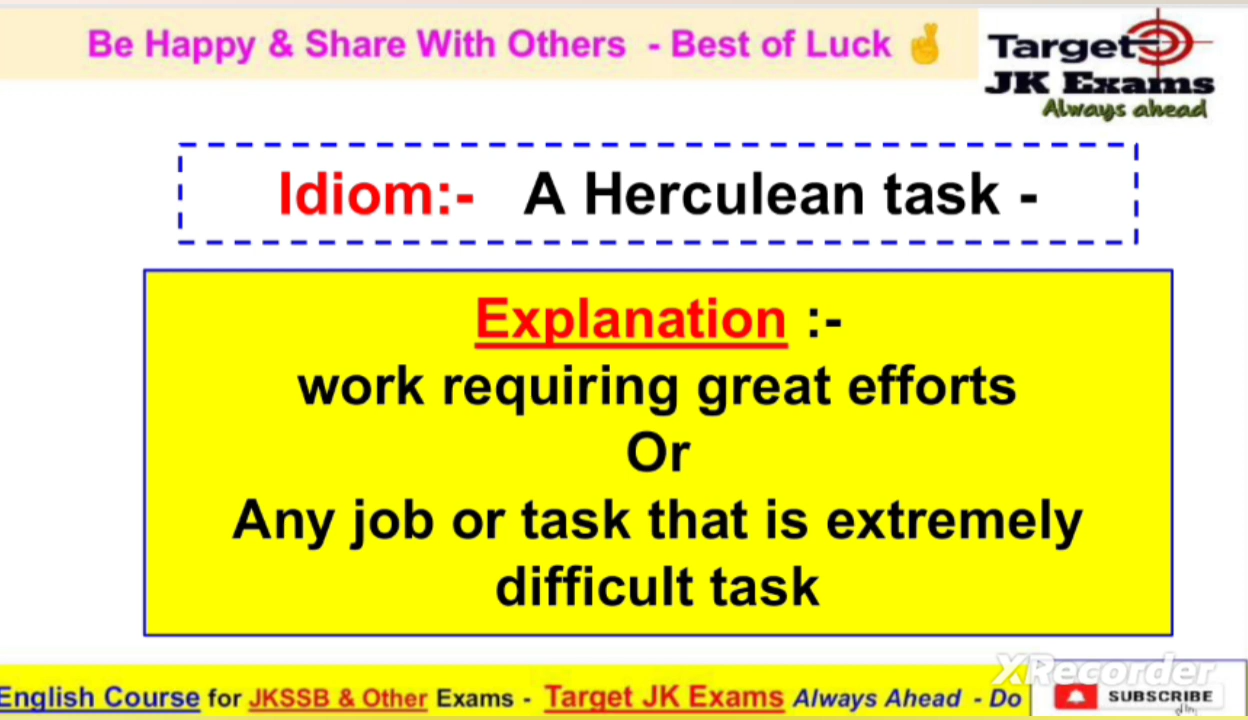 Be Happy & Share With Others - Best of Luck 🤞
Target
JK Exams
Always ahead
Idiom:- A Herculean task -
Explanation :-
work requiring great efforts
Or
Any job or task that is extremely
difficult task
XRecorder
English Course for JKSSB & Other Exams - Target JK Exams Always Ahead - Do
SUBSCRIBE